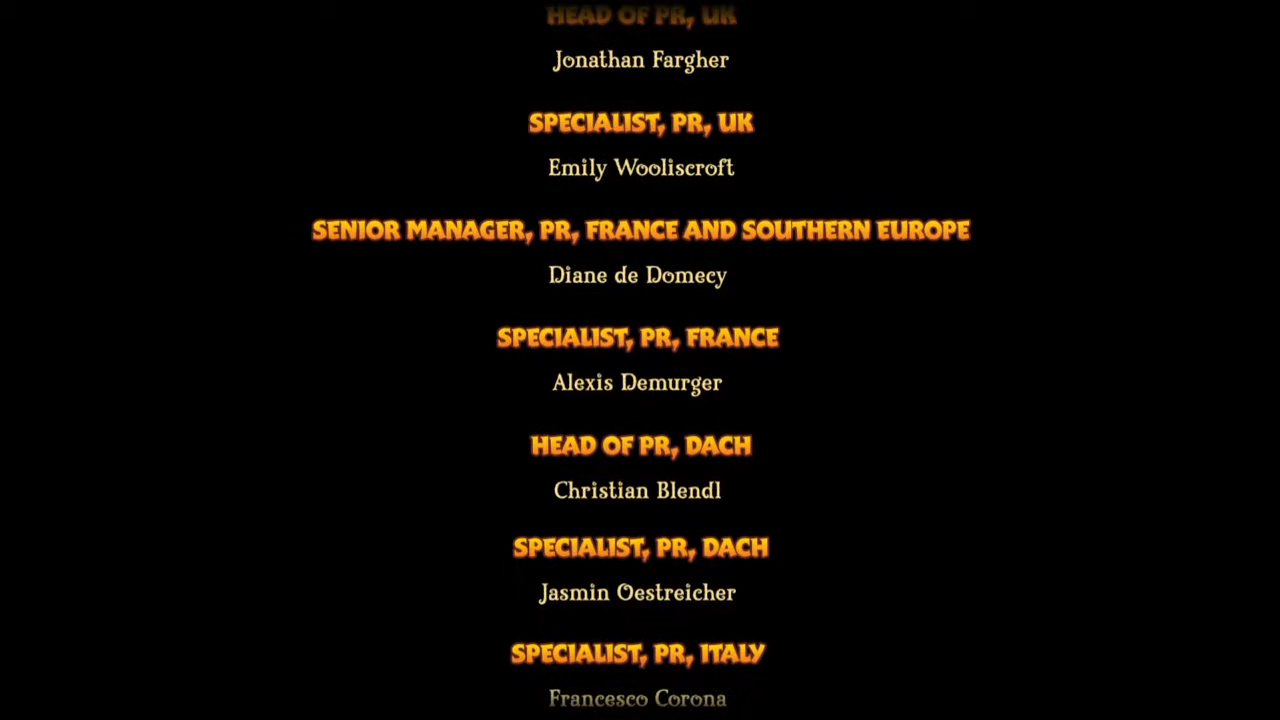 HEAD OF PR, UK
Jonathan Fargher
SPECIALIST, PR, UK
Emily Wooliscroft
SENIOR MANAGER, PR, FRANCE AND SOUTHERN EUROPE
Diane de Domecy
SPECIALIST, PR, FRANCE
Alexis Demurger
HEAD OF PR, DACH
Christian Blendl
SPECIALIST, PR, DACH
Jasmin Oestreicher
SPECIALIST, PR, ITALY
Francesco Corona